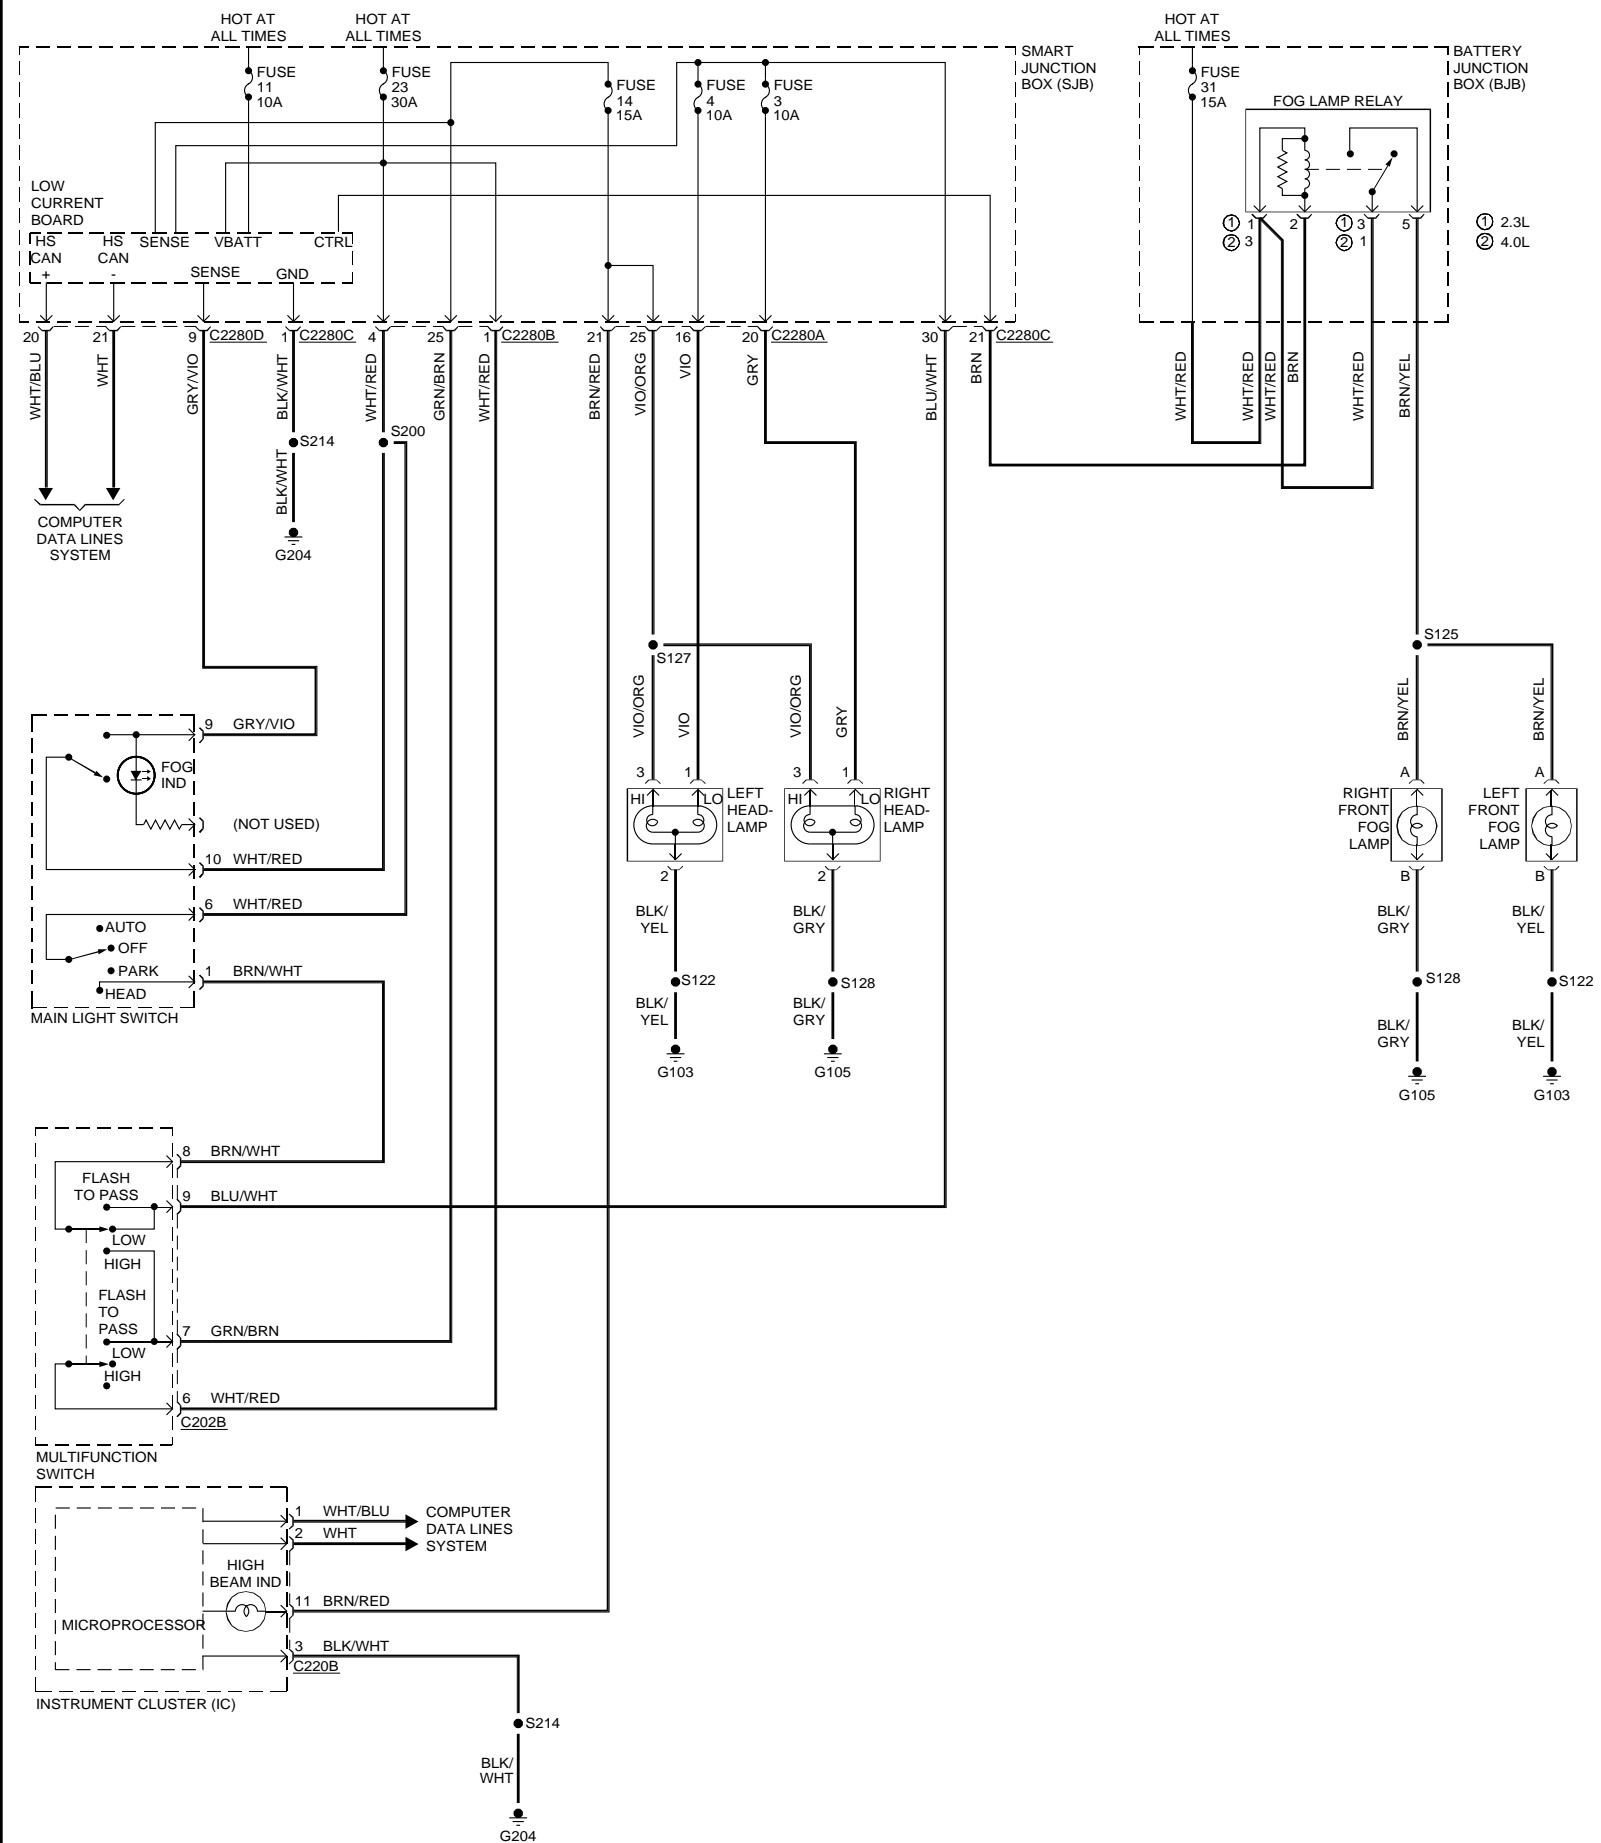 HOT AT
ALL TIMES
HOT AT
ALL TIMES
HOT AT
ALL TIMES
SMART
JUNCTION
BOX (SJB)
BATTERY
JUNCTION
BOX (BJB)
FUSE
11
10A
FUSE
23
30A
FUSE
14
15A
FUSE
4
10A
FUSE
3
10A
FUSE
31
15A
FOG LAMP RELAY
LOW
CURRENT
BOARD
HS
CAN
+
HS
CAN
-
SENSE
VBATT
CTRL
SENSE
GND
1 1
2 3
2
1 3
2 1
5
1 2.3L
2 4.0L
20
21
9
C2280D
1
C2280C
4
25
1
C2280B
21
25
16
20
C2280A
30
21
C2280C
WHT/BLU
WHT
GRY/VIO
BLK/WHT
WHT/RED
GRN/BRN
WHT/RED
BRN/RED
VIO/ORG
VIO
GRY
BLU/WHT
BRN
WHT/RED
WHT/RED
WHT/RED
BRN
WHT/RED
BRN/YEL
S214
S200
BLK/WHT
G204
COMPUTER
DATA LINES
SYSTEM
S127
S125
VIO/ORG
VIO
VIO/ORG
GRY
BRN/YEL
BRN/YEL
9 GRY/VIO
FOG
IND
(NOT USED)
10 WHT/RED
6 WHT/RED
AUTO
OFF
PARK
HEAD
1 BRN/WHT
MAIN LIGHT SWITCH
3
1
HI
LO
LEFT
HEAD-
LAMP
2
3
1
HI
LO
RIGHT
HEAD-
LAMP
2
A
RIGHT
FRONT
FOG
LAMP
B
A
LEFT
FRONT
FOG
LAMP
B
BLK/
YEL
BLK/
GRY
BLK/
GRY
BLK/
YEL
S122
S128
S128
S122
BLK/
YEL
BLK/
GRY
BLK/
GRY
BLK/
YEL
G103
G105
G105
G103
8 BRN/WHT
FLASH
TO PASS
9 BLU/WHT
LOW
HIGH
FLASH
TO
PASS
7 GRN/BRN
LOW
HIGH
6 WHT/RED
C202B
MULTIFUNCTION
SWITCH
1 WHT/BLU
2 WHT
COMPUTER
DATA LINES
SYSTEM
HIGH
BEAM IND
11 BRN/RED
MICROPROCESSOR
3 BLK/WHT
C220B
INSTRUMENT CLUSTER (IC)
S214
BLK/
WHT
G204